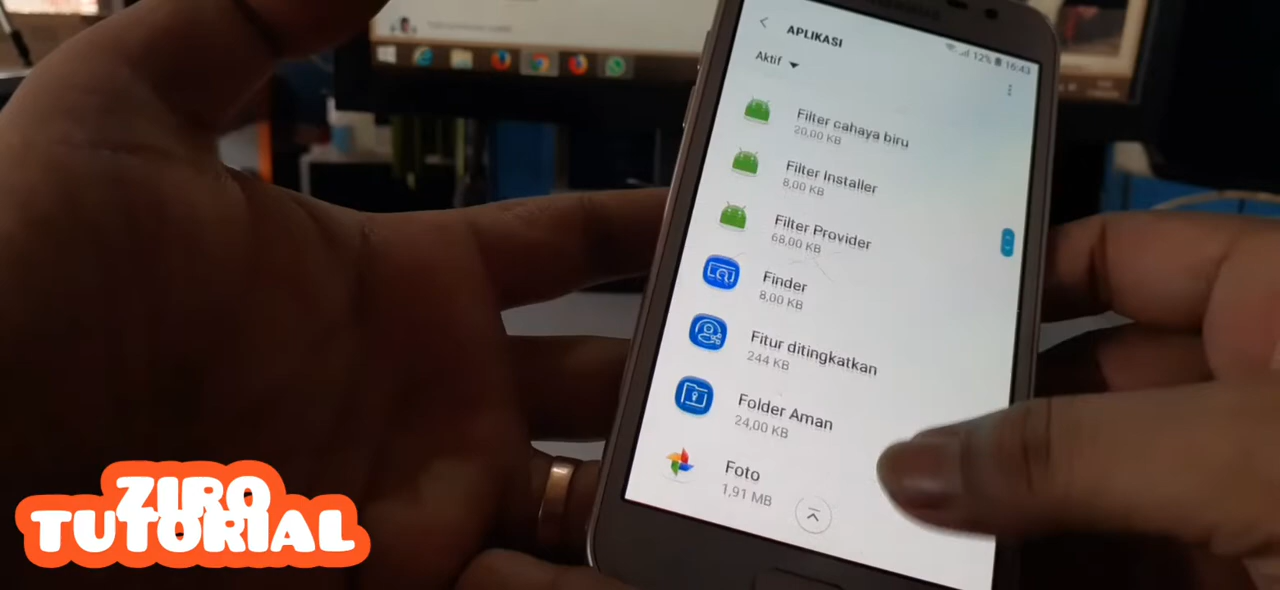 APLIKASI
12% 16:43
Aktif
Filter cahaya biru
20,00 KB
Filter Installer
8,00 KB
Filter Provider
68,00 KB
Finder
8,00 KB
Fitur ditingkatkan
244 KB
Folder Aman
24,00 KB
Foto
1,91 MB
ZIRO
TUTORIAL